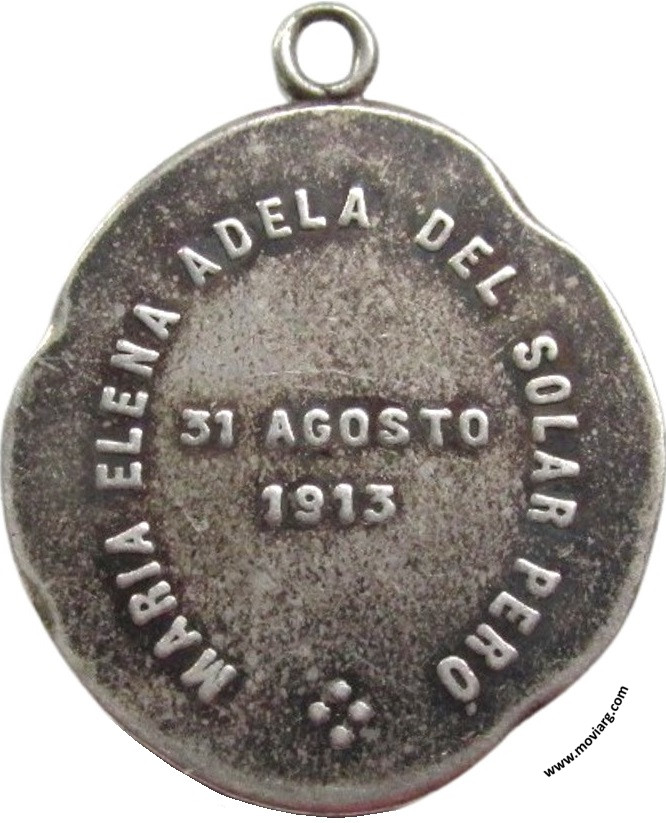 MARIA ELENA ADELA DEL SOLAR PERÓ
31 AGOSTO
1913
www.moviarg.com